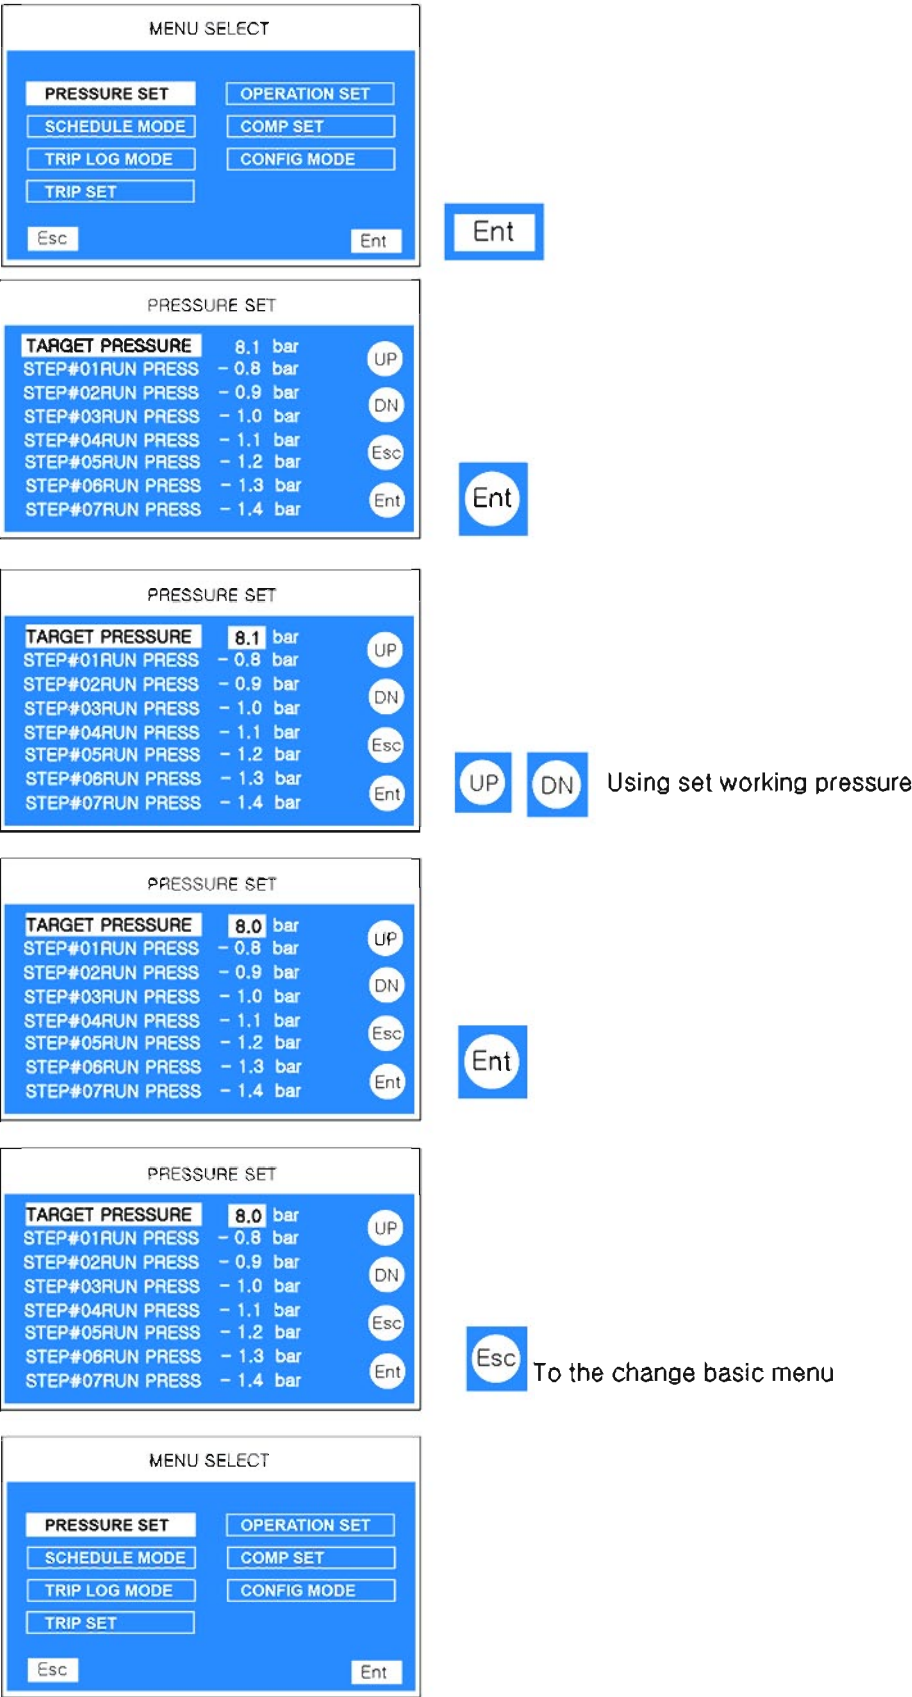 MENU SELECT
PRESSURE SET OPERATION SET
SCHEDULE MODE COMP SET
TRIP LOG MODE CONFIG MODE
TRIP SET
Esc Ent
Ent
PRESSURE SET
TARGET PRESSURE 8.1 bar
UP
STEP#01RUN PRESS - 0.8 bar
STEP#02RUN PRESS - 0.9 bar
DN
STEP#03RUN PRESS - 1.0 bar
STEP#04RUN PRESS - 1.1 bar
Esc
STEP#05RUN PRESS - 1.2 bar
STEP#06RUN PRESS - 1.3 bar
Ent
STEP#07RUN PRESS - 1.4 bar
Ent
PRESSURE SET
TARGET PRESSURE 8.1 bar
UP
STEP#01RUN PRESS - 0.8 bar
STEP#02RUN PRESS - 0.9 bar
DN
STEP#03RUN PRESS - 1.0 bar
STEP#04RUN PRESS - 1.1 bar
Esc
STEP#05RUN PRESS - 1.2 bar
STEP#06RUN PRESS - 1.3 bar
Ent
STEP#07RUN PRESS - 1.4 bar
UP DN Using set working pressure
PRESSURE SET
TARGET PRESSURE 8.0 bar
UP
STEP#01RUN PRESS - 0.8 bar
STEP#02RUN PRESS - 0.9 bar
DN
STEP#03RUN PRESS - 1.0 bar
STEP#04RUN PRESS - 1.1 bar
Esc
STEP#05RUN PRESS - 1.2 bar
STEP#06RUN PRESS - 1.3 bar
Ent
STEP#07RUN PRESS - 1.4 bar
Ent
PRESSURE SET
TARGET PRESSURE 8.0 bar
UP
STEP#01RUN PRESS - 0.8 bar
STEP#02RUN PRESS - 0.9 bar
DN
STEP#03RUN PRESS - 1.0 bar
STEP#04RUN PRESS - 1.1 bar
Esc
STEP#05RUN PRESS - 1.2 bar
STEP#06RUN PRESS - 1.3 bar
Ent
STEP#07RUN PRESS - 1.4 bar
Esc To the change basic menu
MENU SELECT
PRESSURE SET OPERATION SET
SCHEDULE MODE COMP SET
TRIP LOG MODE CONFIG MODE
TRIP SET
Esc Ent